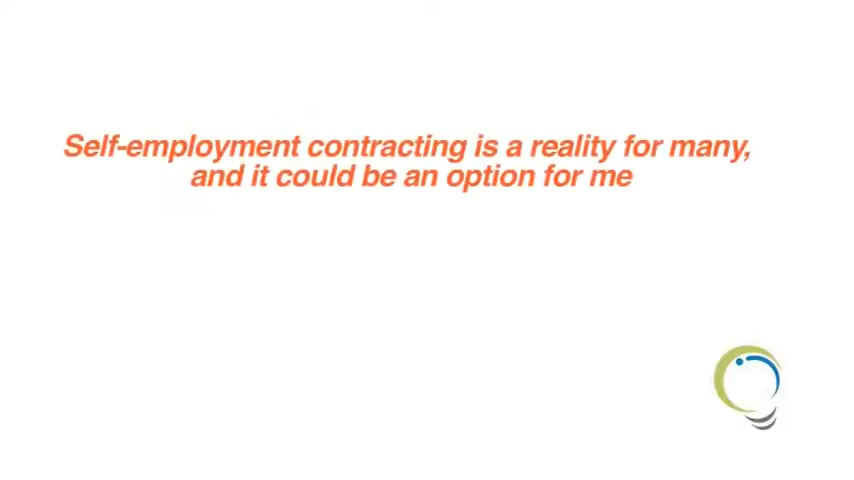 Self-employment contracting is a reality for many,
and it could be an option for me